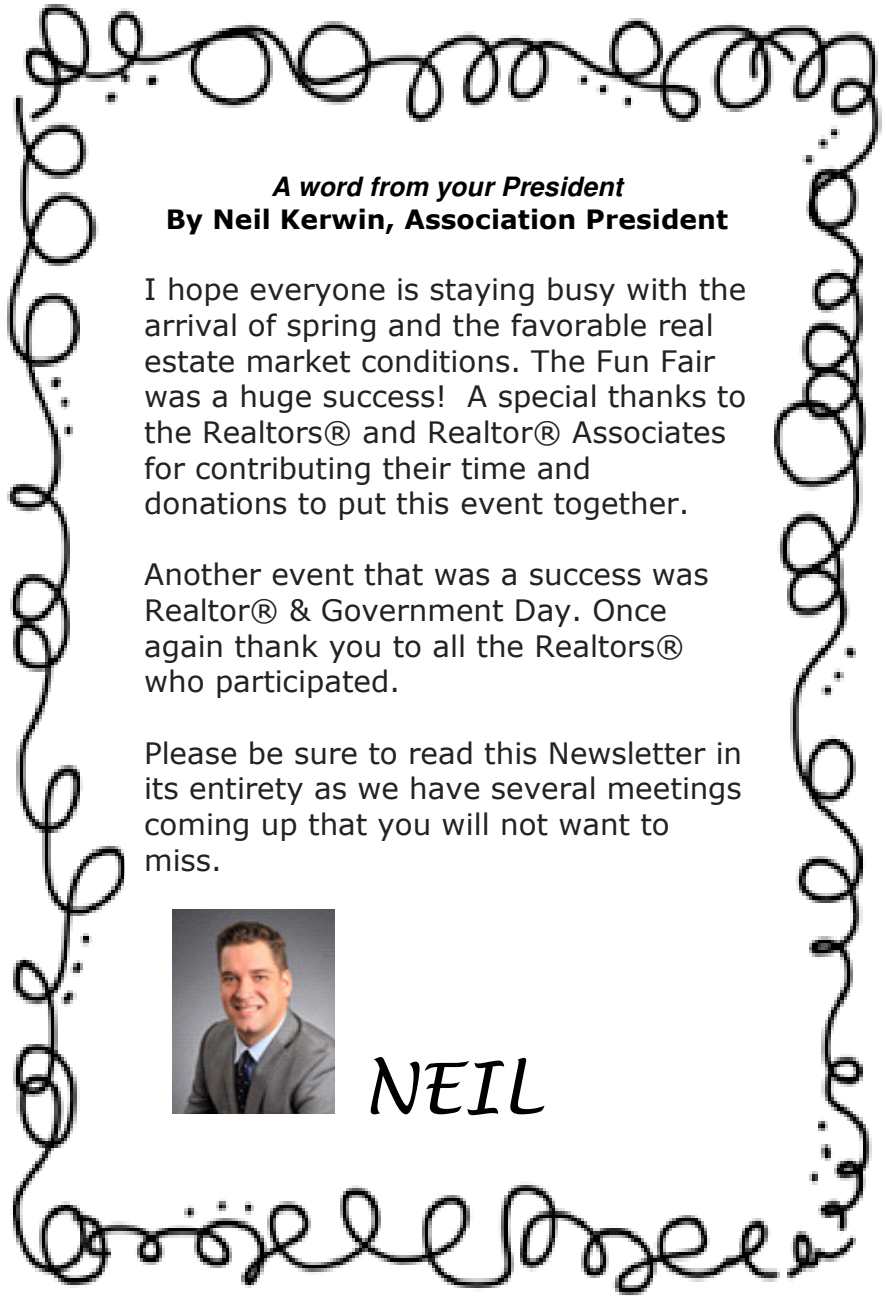 A word from your President
By Neil Kerwin, Association President
I hope everyone is staying busy with the
arrival of spring and the favorable real
estate market conditions. The Fun Fair
was a huge success!  A special thanks to
the Realtors® and Realtor® Associates
for contributing their time and
donations to put this event together.
Another event that was a success was
Realtor® & Government Day. Once
again thank you to all the Realtors®
who participated.
Please be sure to read this Newsletter in
its entirety as we have several meetings
coming up that you will not want to
miss.
NEIL